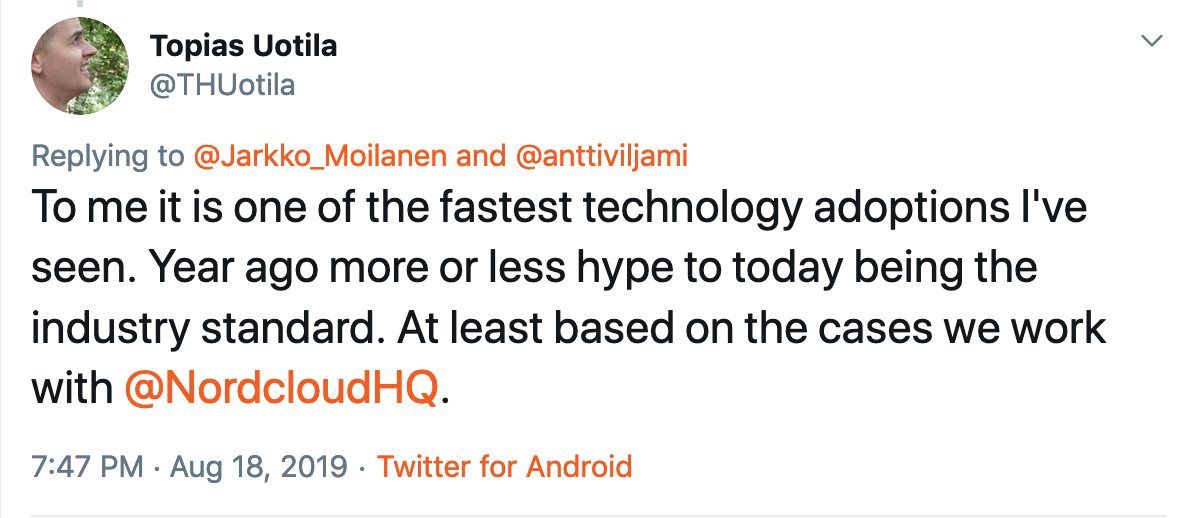 Topias Uotila
@THUotila
Replying to @Jarkko_Moilanen and @anttiviljami
To me it is one of the fastest technology adoptions I've
seen. Year ago more or less hype to today being the
industry standard. At least based on the cases we work
with @NordcloudHQ.
7:47 PM · Aug 18, 2019 · Twitter for Android